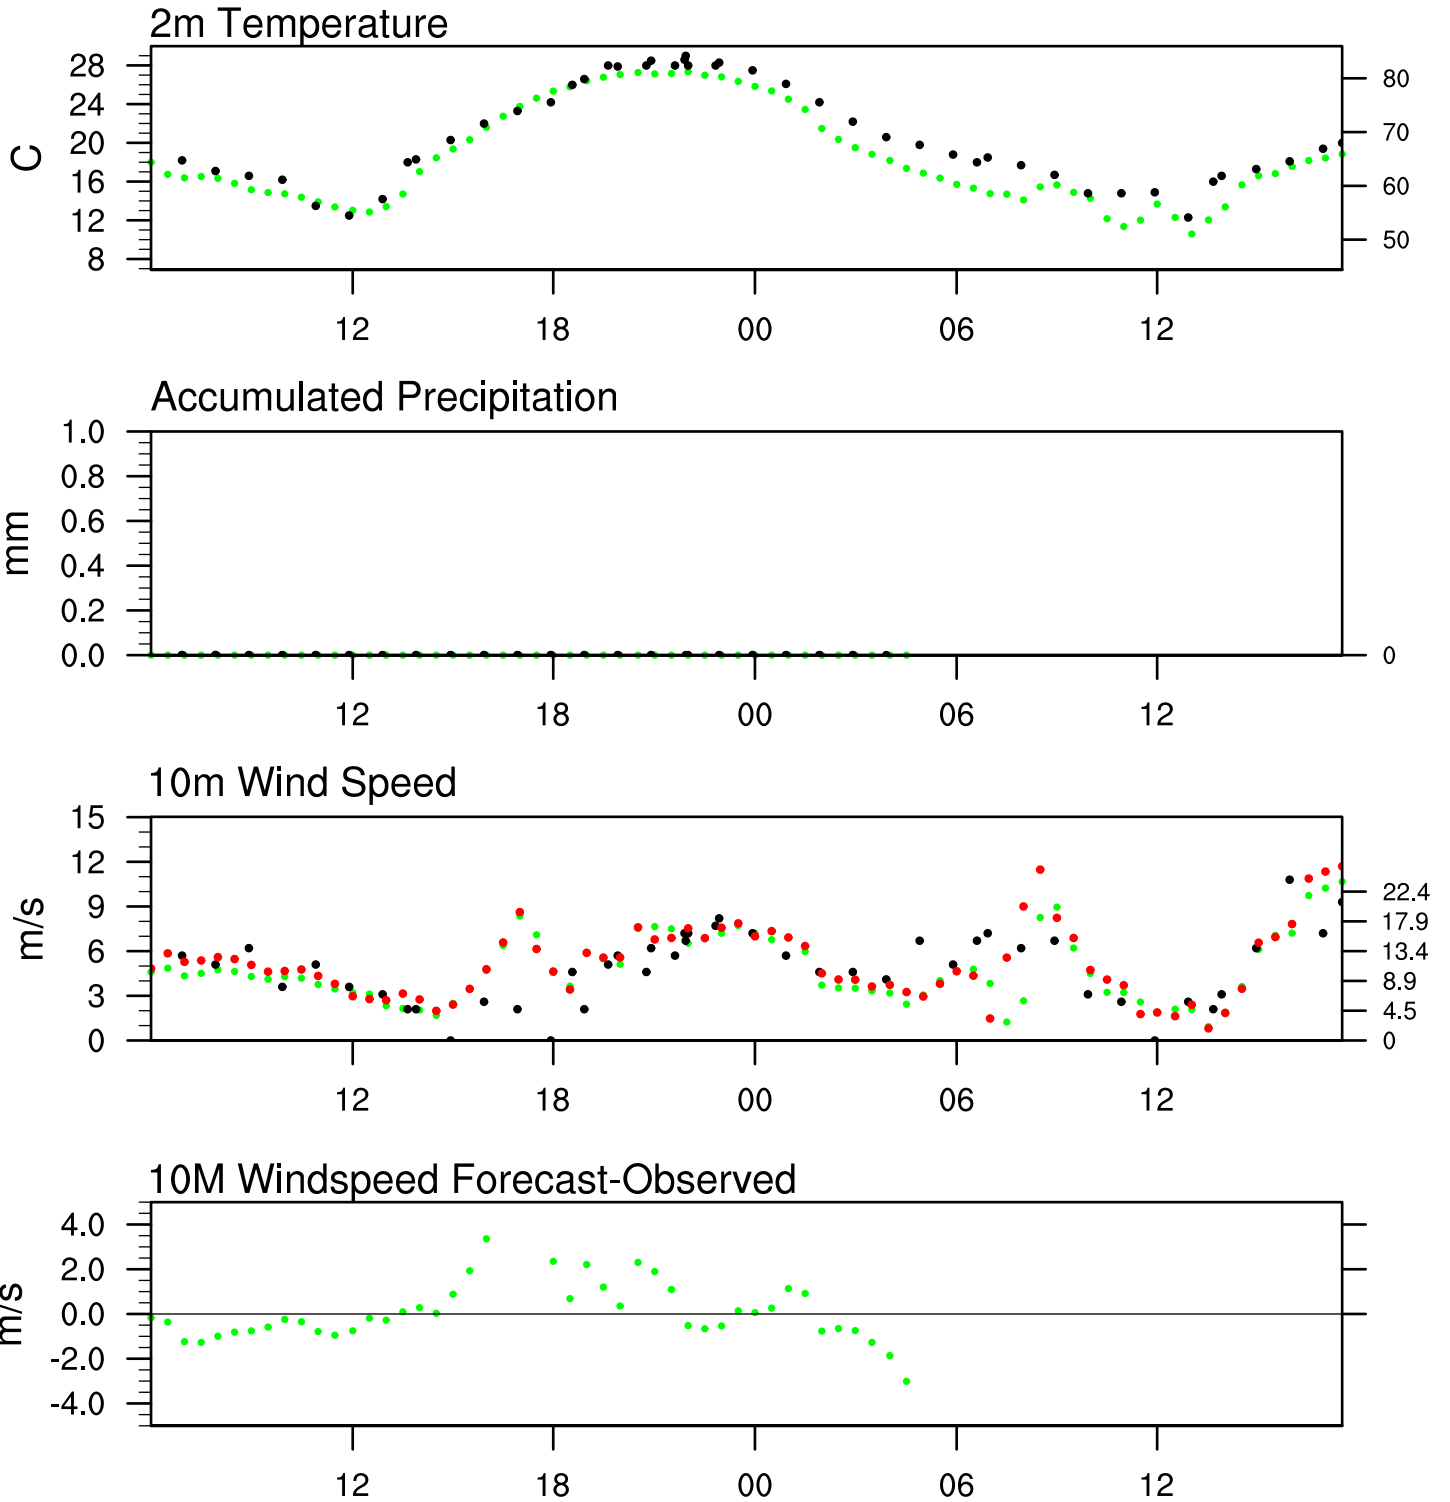 2m Temperature
28
24
20
16
12
8
C
80
70
60
50
12 18 00 06 12
Accumulated Precipitation
1.0
0.8
0.6
0.4
0.2
0.0
mm
0
12 18 00 06 12
10m Wind Speed
15
12
9
6
3
0
m/s
22.4
17.9
13.4
8.9
4.5
0
12 18 00 06 12
10M Windspeed Forecast-Observed
4.0
2.0
0.0
-2.0
-4.0
m/s
12 18 00 06 12